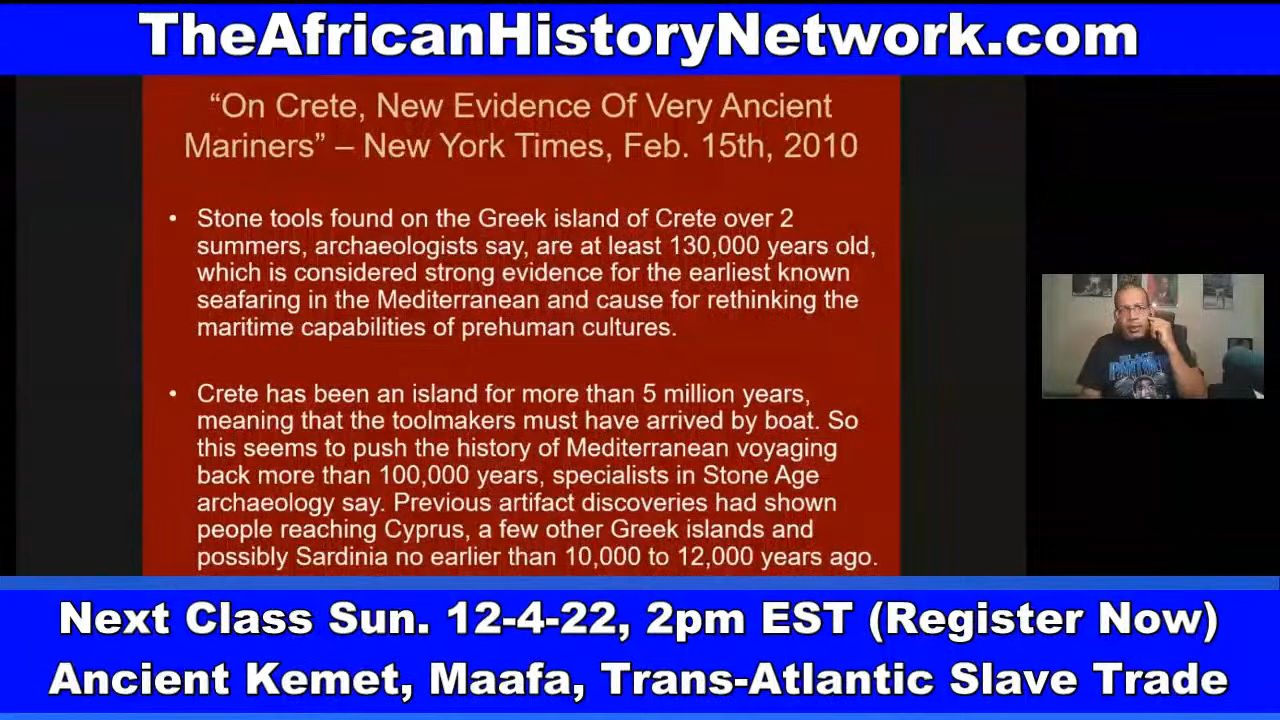 TheAfricanHistoryNetwork.com
“On Crete, New Evidence Of Very Ancient
Mariners” – New York Times, Feb. 15th, 2010
• Stone tools found on the Greek island of Crete over 2
summers, archaeologists say, are at least 130,000 years old,
which is considered strong evidence for the earliest known
seafaring in the Mediterranean and cause for rethinking the
maritime capabilities of prehuman cultures.
• Crete has been an island for more than 5 million years,
meaning that the toolmakers must have arrived by boat. So
this seems to push the history of Mediterranean voyaging
back more than 100,000 years, specialists in Stone Age
archaeology say. Previous artifact discoveries had shown
people reaching Cyprus, a few other Greek islands and
possibly Sardinia no earlier than 10,000 to 12,000 years ago.
BLACK
PANTHER
Next Class Sun. 12-4-22, 2pm EST (Register Now)
Ancient Kemet, Maafa, Trans-Atlantic Slave Trade